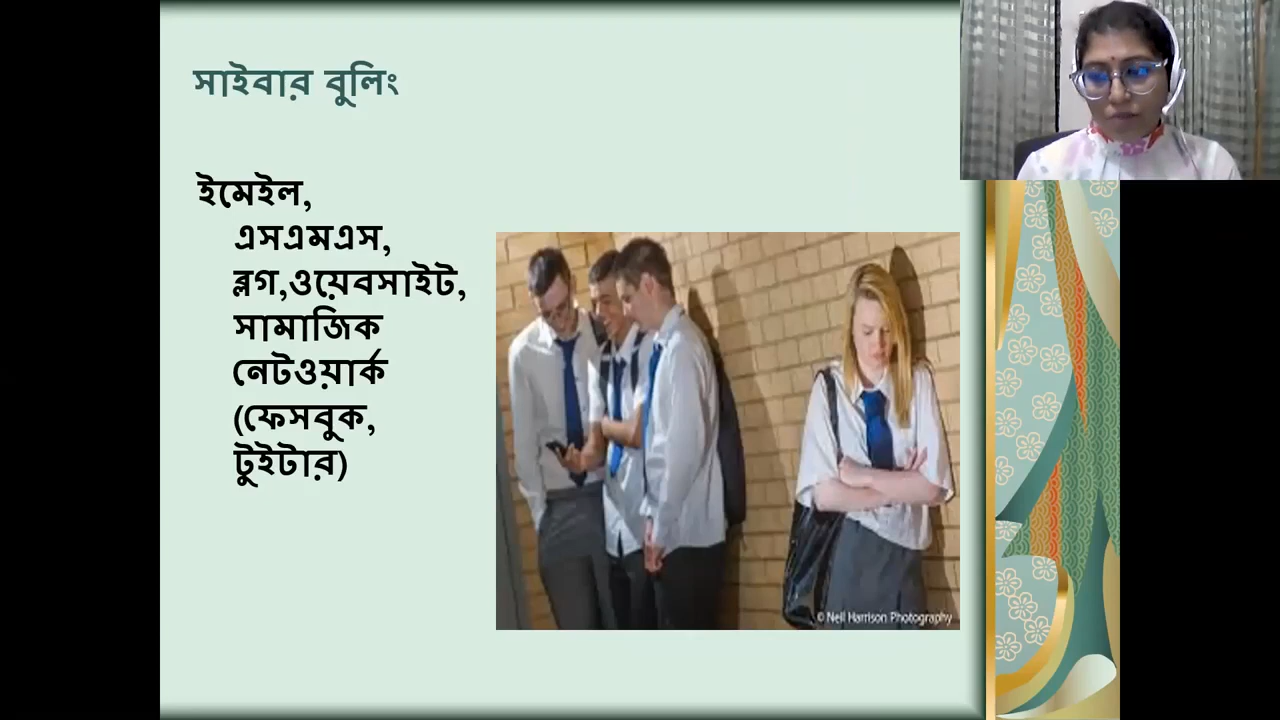 সাইবার বুলিং
ইমেইল,
এসএমএস,
ব্লগ,ওয়েবসাইট,
সামাজিক
নেটওয়ার্ক
(ফেসবুক,
টুইটার)
© Neil Harrison Photography